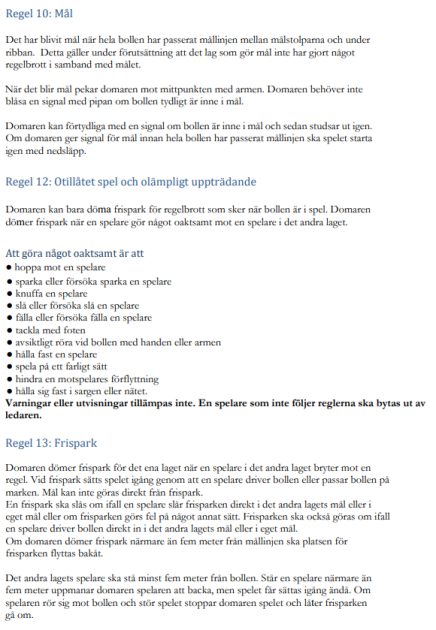 Regel 10: Mål
Det har blivit mål när hela bollen har passerat mållinjen mellan målstolparna och under
ribban. Detta gäller under förutsättning att det lag som gör mål inte har gjort något
regelbrott i samband med målet.
När det blir mål pekar domaren mot mittpunkten med armen. Domaren behöver inte
blåsa en signal med pipan om bollen tydligt är inne i mål.
Domaren kan förtydliga med en signal om bollen är inne i mål och sedan studsar ut igen.
Om domaren ger signal för mål innan hela bollen har passerat mållinjen ska spelet starta
igen med nedsläpp.
Regel 12: Otillåtet spel och olämpligt uppträdande
Domaren kan bara döma frispark för regelbrott som sker när bollen är i spel. Domaren
dömer frispark när en spelare gör något oaktsamt mot en spelare i det andra laget.
Att göra något oaktsamt är att
● hoppa mot en spelare
● sparka eller försöka sparka en spelare
● knuffa en spelare
● slå eller försöka slå en spelare
● fälla eller försöka fälla en spelare
● tackla med foten
● avsiktligt röra vid bollen med handen eller armen
● hålla fast en spelare
● spela på ett farligt sätt
● hindra en motspelares förflyttning
● hålla sig fast i sargen eller nätet.
Varningar eller utvisningar tillämpas inte. En spelare som inte följer reglerna ska bytas ut av
ledaren.
Regel 13: Frispark
Domaren dömer frispark för det ena laget när en spelare i det andra laget bryter mot en
regel. Vid frispark sätts spelet igång genom att en spelare driver bollen eller passar bollen på
marken. Mål kan inte göras direkt från frispark.
En frispark ska slås om ifall en spelare slår frisparken direkt i det andra lagets mål eller i
eget mål eller om frisparken görs fel på något annat sätt. Frisparken ska också göras om ifall
en spelare driver bollen direkt in i det andra lagets mål eller i eget mål.
Om domaren dömer frispark närmare än fem meter från mållinjen ska platsen för
frisparken flyttas bakåt.
Det andra lagets spelare ska stå minst fem meter från bollen. Står en spelare närmare än
fem meter uppmanar domaren spelaren att backa, men spelet får sättas igång ändå. Om
spelaren rör sig mot bollen och stör spelet stoppar domaren spelet och låter frisparken
gå om.